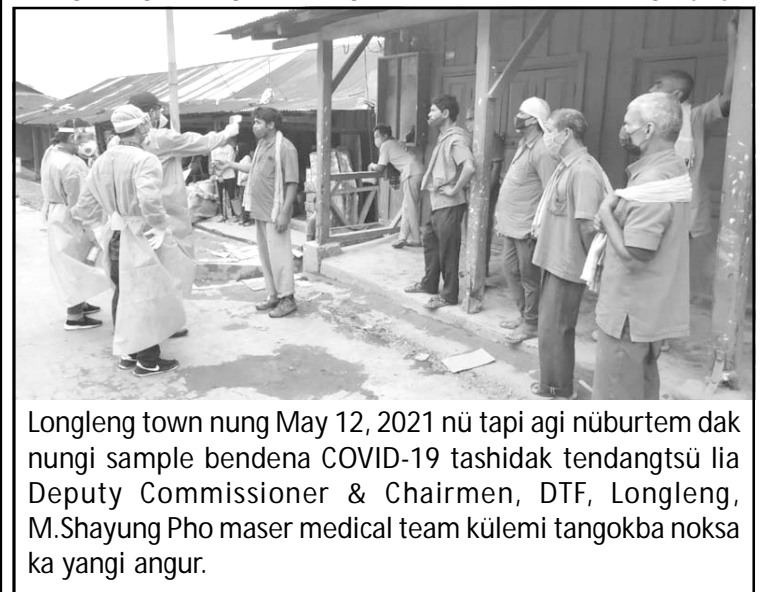 Longleng town nung May 12, 2021 nü tapi agi nüburtem dak
nungi sample bendena COVID-19 tashidak tendangtsü lia
Deputy Commissioner & Chairmen, DTF, Longleng,
M.Shayung Pho maser medical team külemi tangokba noksa
ka yangi angur.